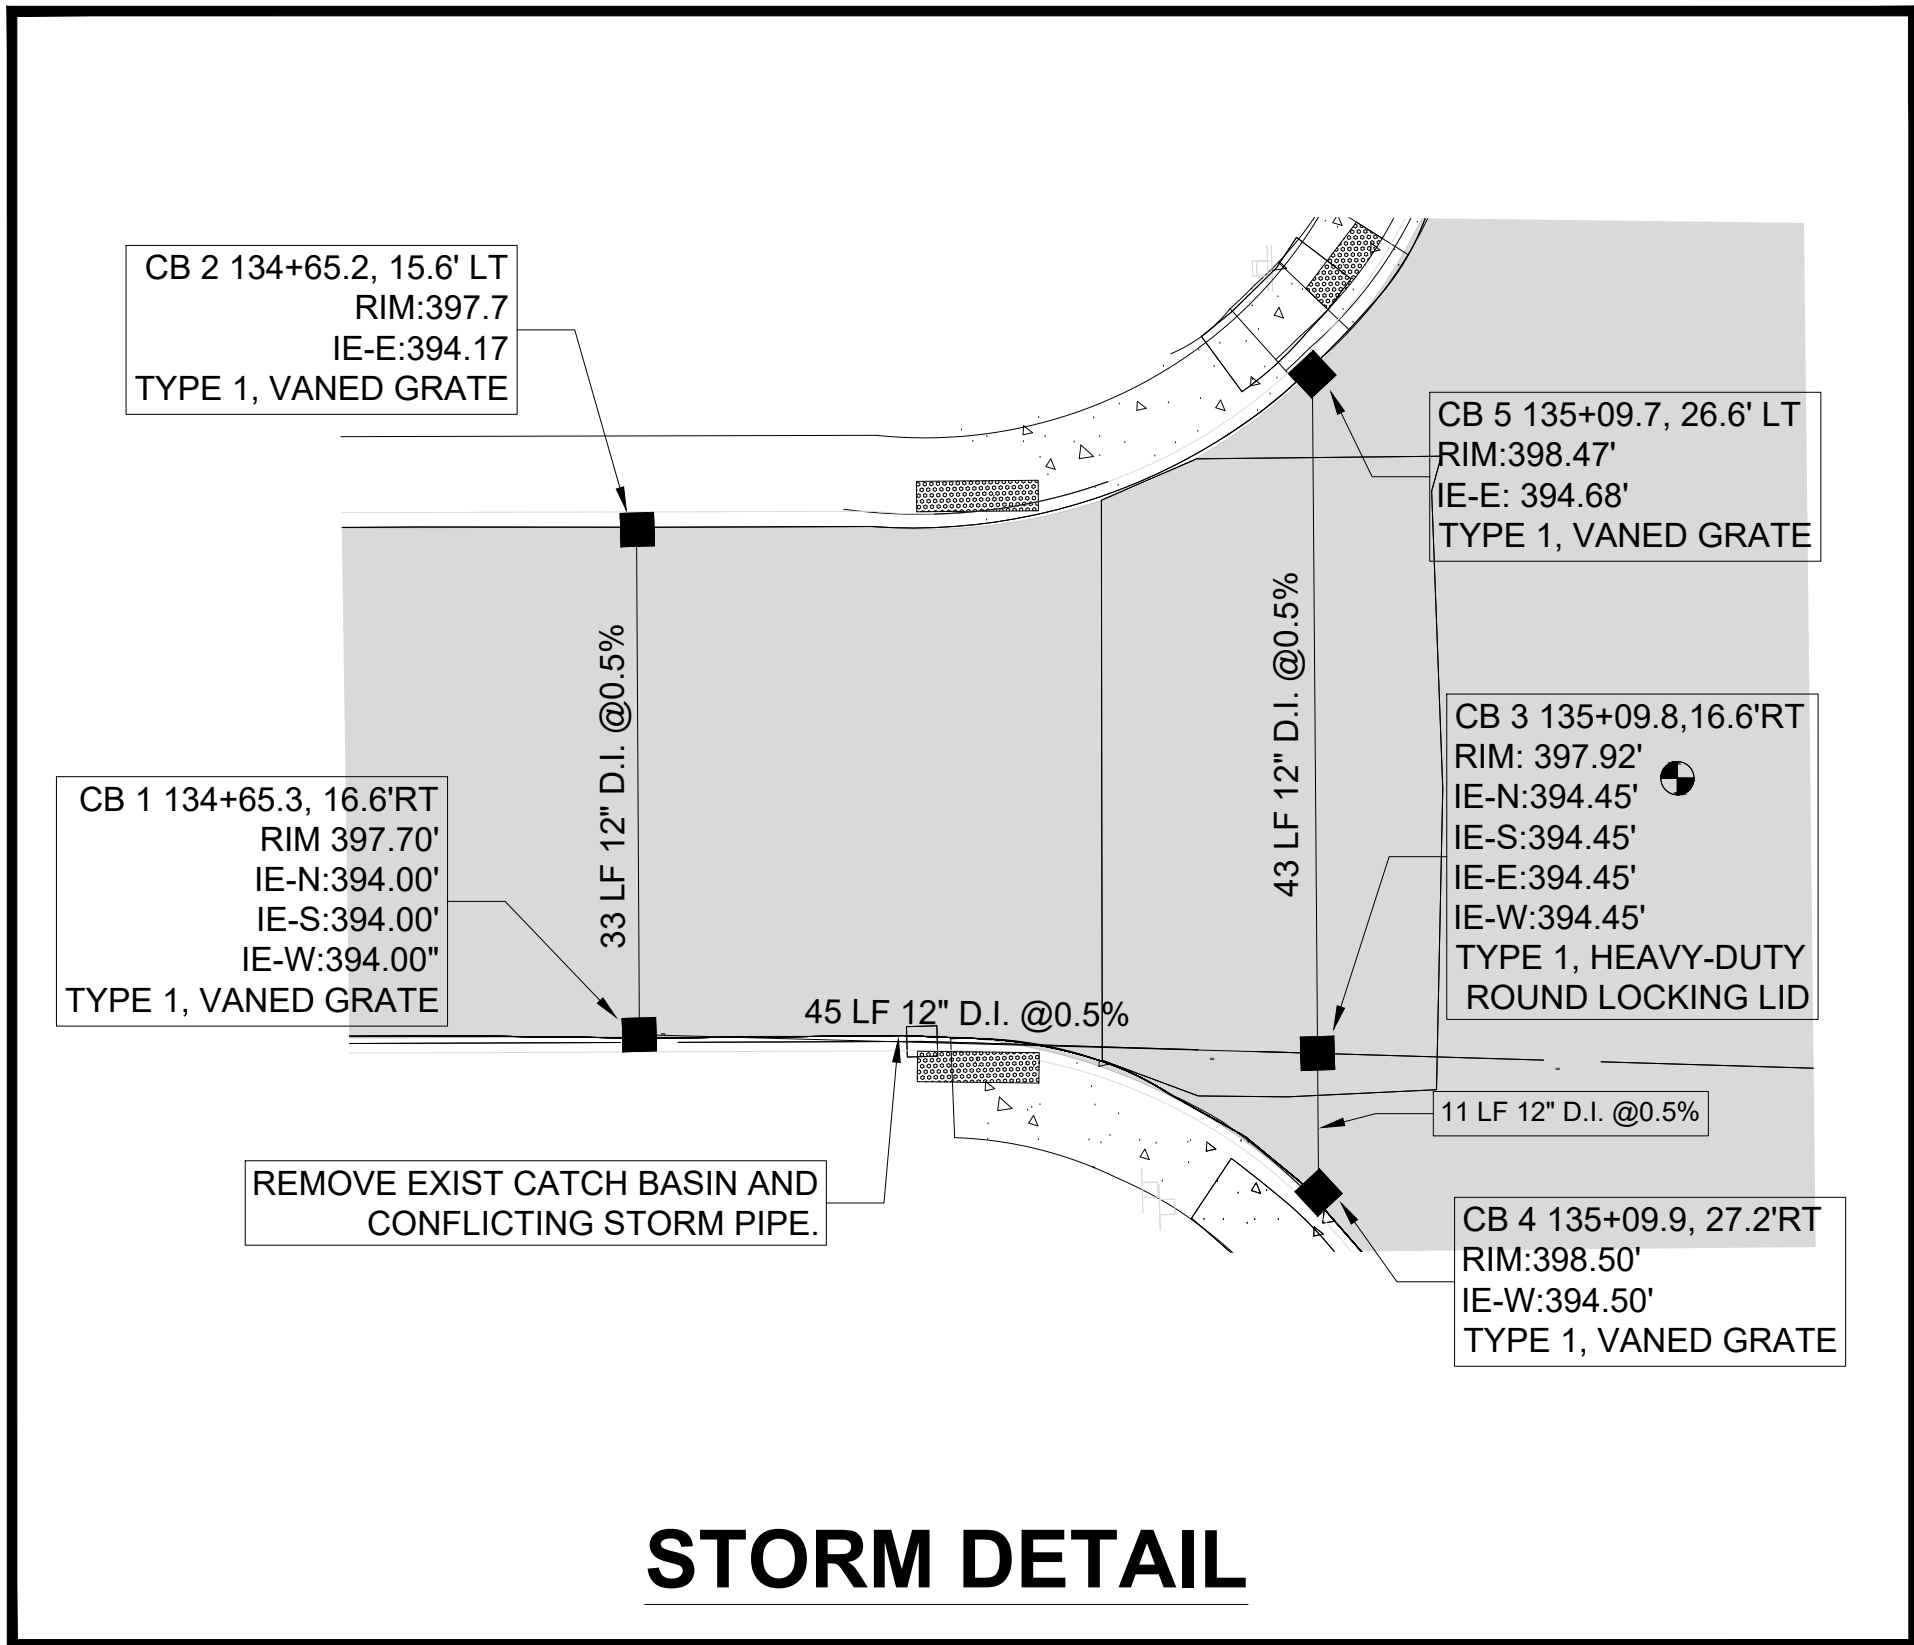 CB 2 134+65.2, 15.6' LT
RIM:397.7
IE-E:394.17
TYPE 1, VANED GRATE
CB 5 135+09.7, 26.6' LT
RIM:398.47'
IE-E: 394.68'
TYPE 1, VANED GRATE
33 LF 12" D.I. @0.5%
43 LF 12" D.I. @0.5%
CB 3 135+09.8,16.6'RT
RIM: 397.92'
IE-N:394.45'
IE-S:394.45'
IE-E:394.45'
IE-W:394.45'
TYPE 1, HEAVY-DUTY
ROUND LOCKING LID
CB 1 134+65.3, 16.6'RT
RIM 397.70'
IE-N:394.00'
IE-S:394.00'
IE-W:394.00"
TYPE 1, VANED GRATE
45 LF 12" D.I. @0.5%
11 LF 12" D.I. @0.5%
REMOVE EXIST CATCH BASIN AND
CONFLICTING STORM PIPE.
CB 4 135+09.9, 27.2'RT
RIM:398.50'
IE-W:394.50'
TYPE 1, VANED GRATE
STORM DETAIL